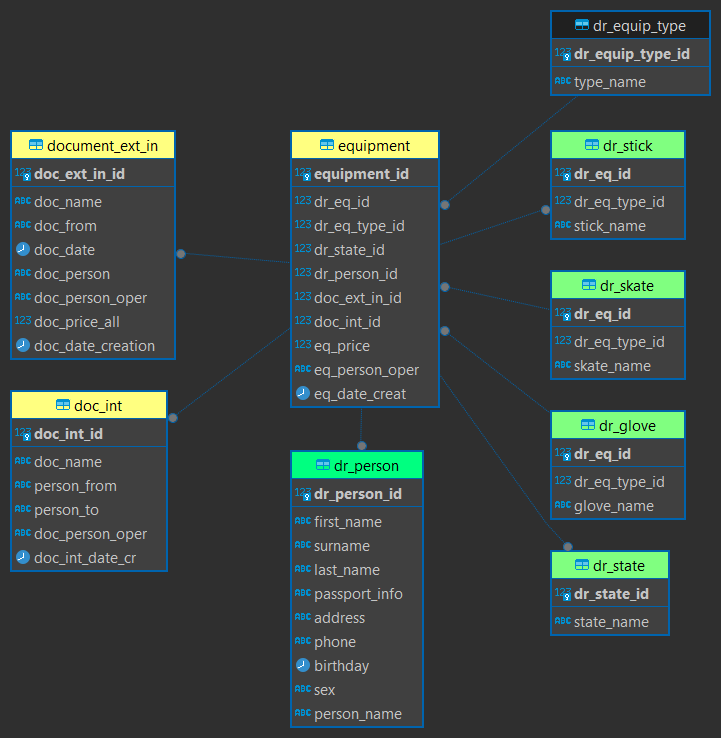 dr_equip_type
123 dr_equip_type_id
ABC type_name
document_ext_in
123 doc_ext_in_id
ABC doc_name
ABC doc_from
doc_date
ABC doc_person
ABC doc_person_oper
123 doc_price_all
doc_date_creation
equipment
123 equipment_id
123 dr_eq_id
123 dr_eq_type_id
123 dr_state_id
123 dr_person_id
123 doc_ext_in_id
123 doc_int_id
123 eq_price
ABC eq_person_oper
eq_date_creat
dr_stick
123 dr_eq_id
123 dr_eq_type_id
ABC stick_name
dr_skate
123 dr_eq_id
123 dr_eq_type_id
ABC skate_name
doc_int
123 doc_int_id
ABC doc_name
ABC person_from
ABC person_to
ABC doc_person_oper
doc_int_date_cr
dr_person
123 dr_person_id
ABC first_name
ABC surname
ABC last_name
ABC passport_info
ABC address
ABC phone
birthday
ABC sex
ABC person_name
dr_glove
123 dr_eq_id
123 dr_eq_type_id
ABC glove_name
dr_state
123 dr_state_id
ABC state_name